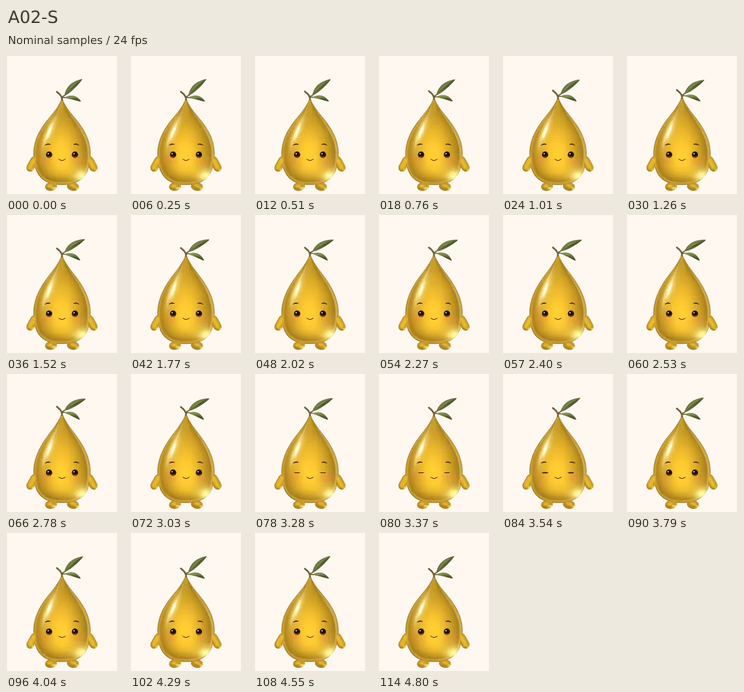 A02-S
Nominal samples / 24 fps
000 0.00 s
006 0.25 s
012 0.51 s
018 0.76 s
024 1.01 s
030 1.26 s
036 1.52 s
042 1.77 s
048 2.02 s
054 2.27 s
057 2.40 s
060 2.53 s
066 2.78 s
072 3.03 s
078 3.28 s
080 3.37 s
084 3.54 s
090 3.79 s
096 4.04 s
102 4.29 s
108 4.55 s
114 4.80 s